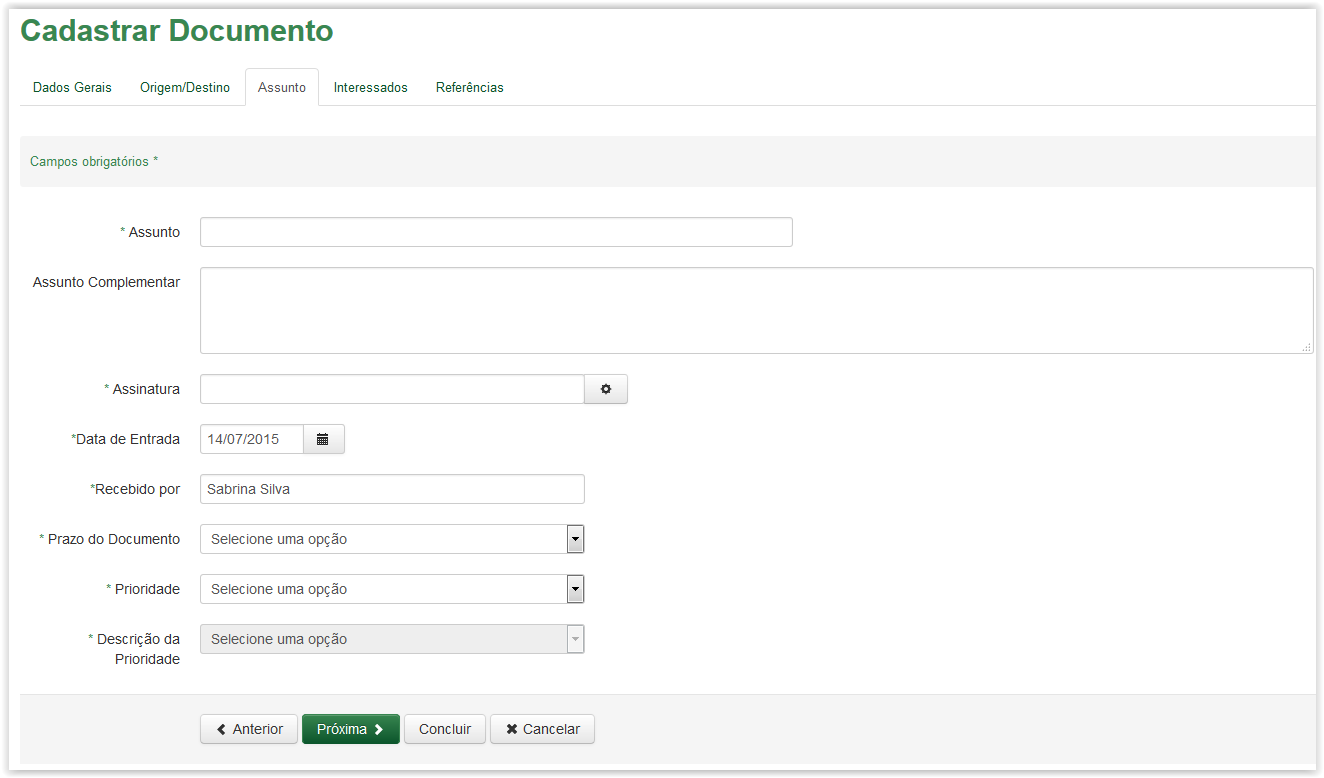 Cadastrar Documento
Dados Gerais Origem/Destino Assunto Interessados Referências
Campos obrigatórios *
* Assunto
Assunto Complementar
* Assinatura
*Data de Entrada 14/07/2015
*Recebido por Sabrina Silva
* Prazo do Documento Selecione uma opção
* Prioridade Selecione uma opção
* Descrição da Selecione uma opção
Prioridade
Anterior Próxima Concluir Cancelar